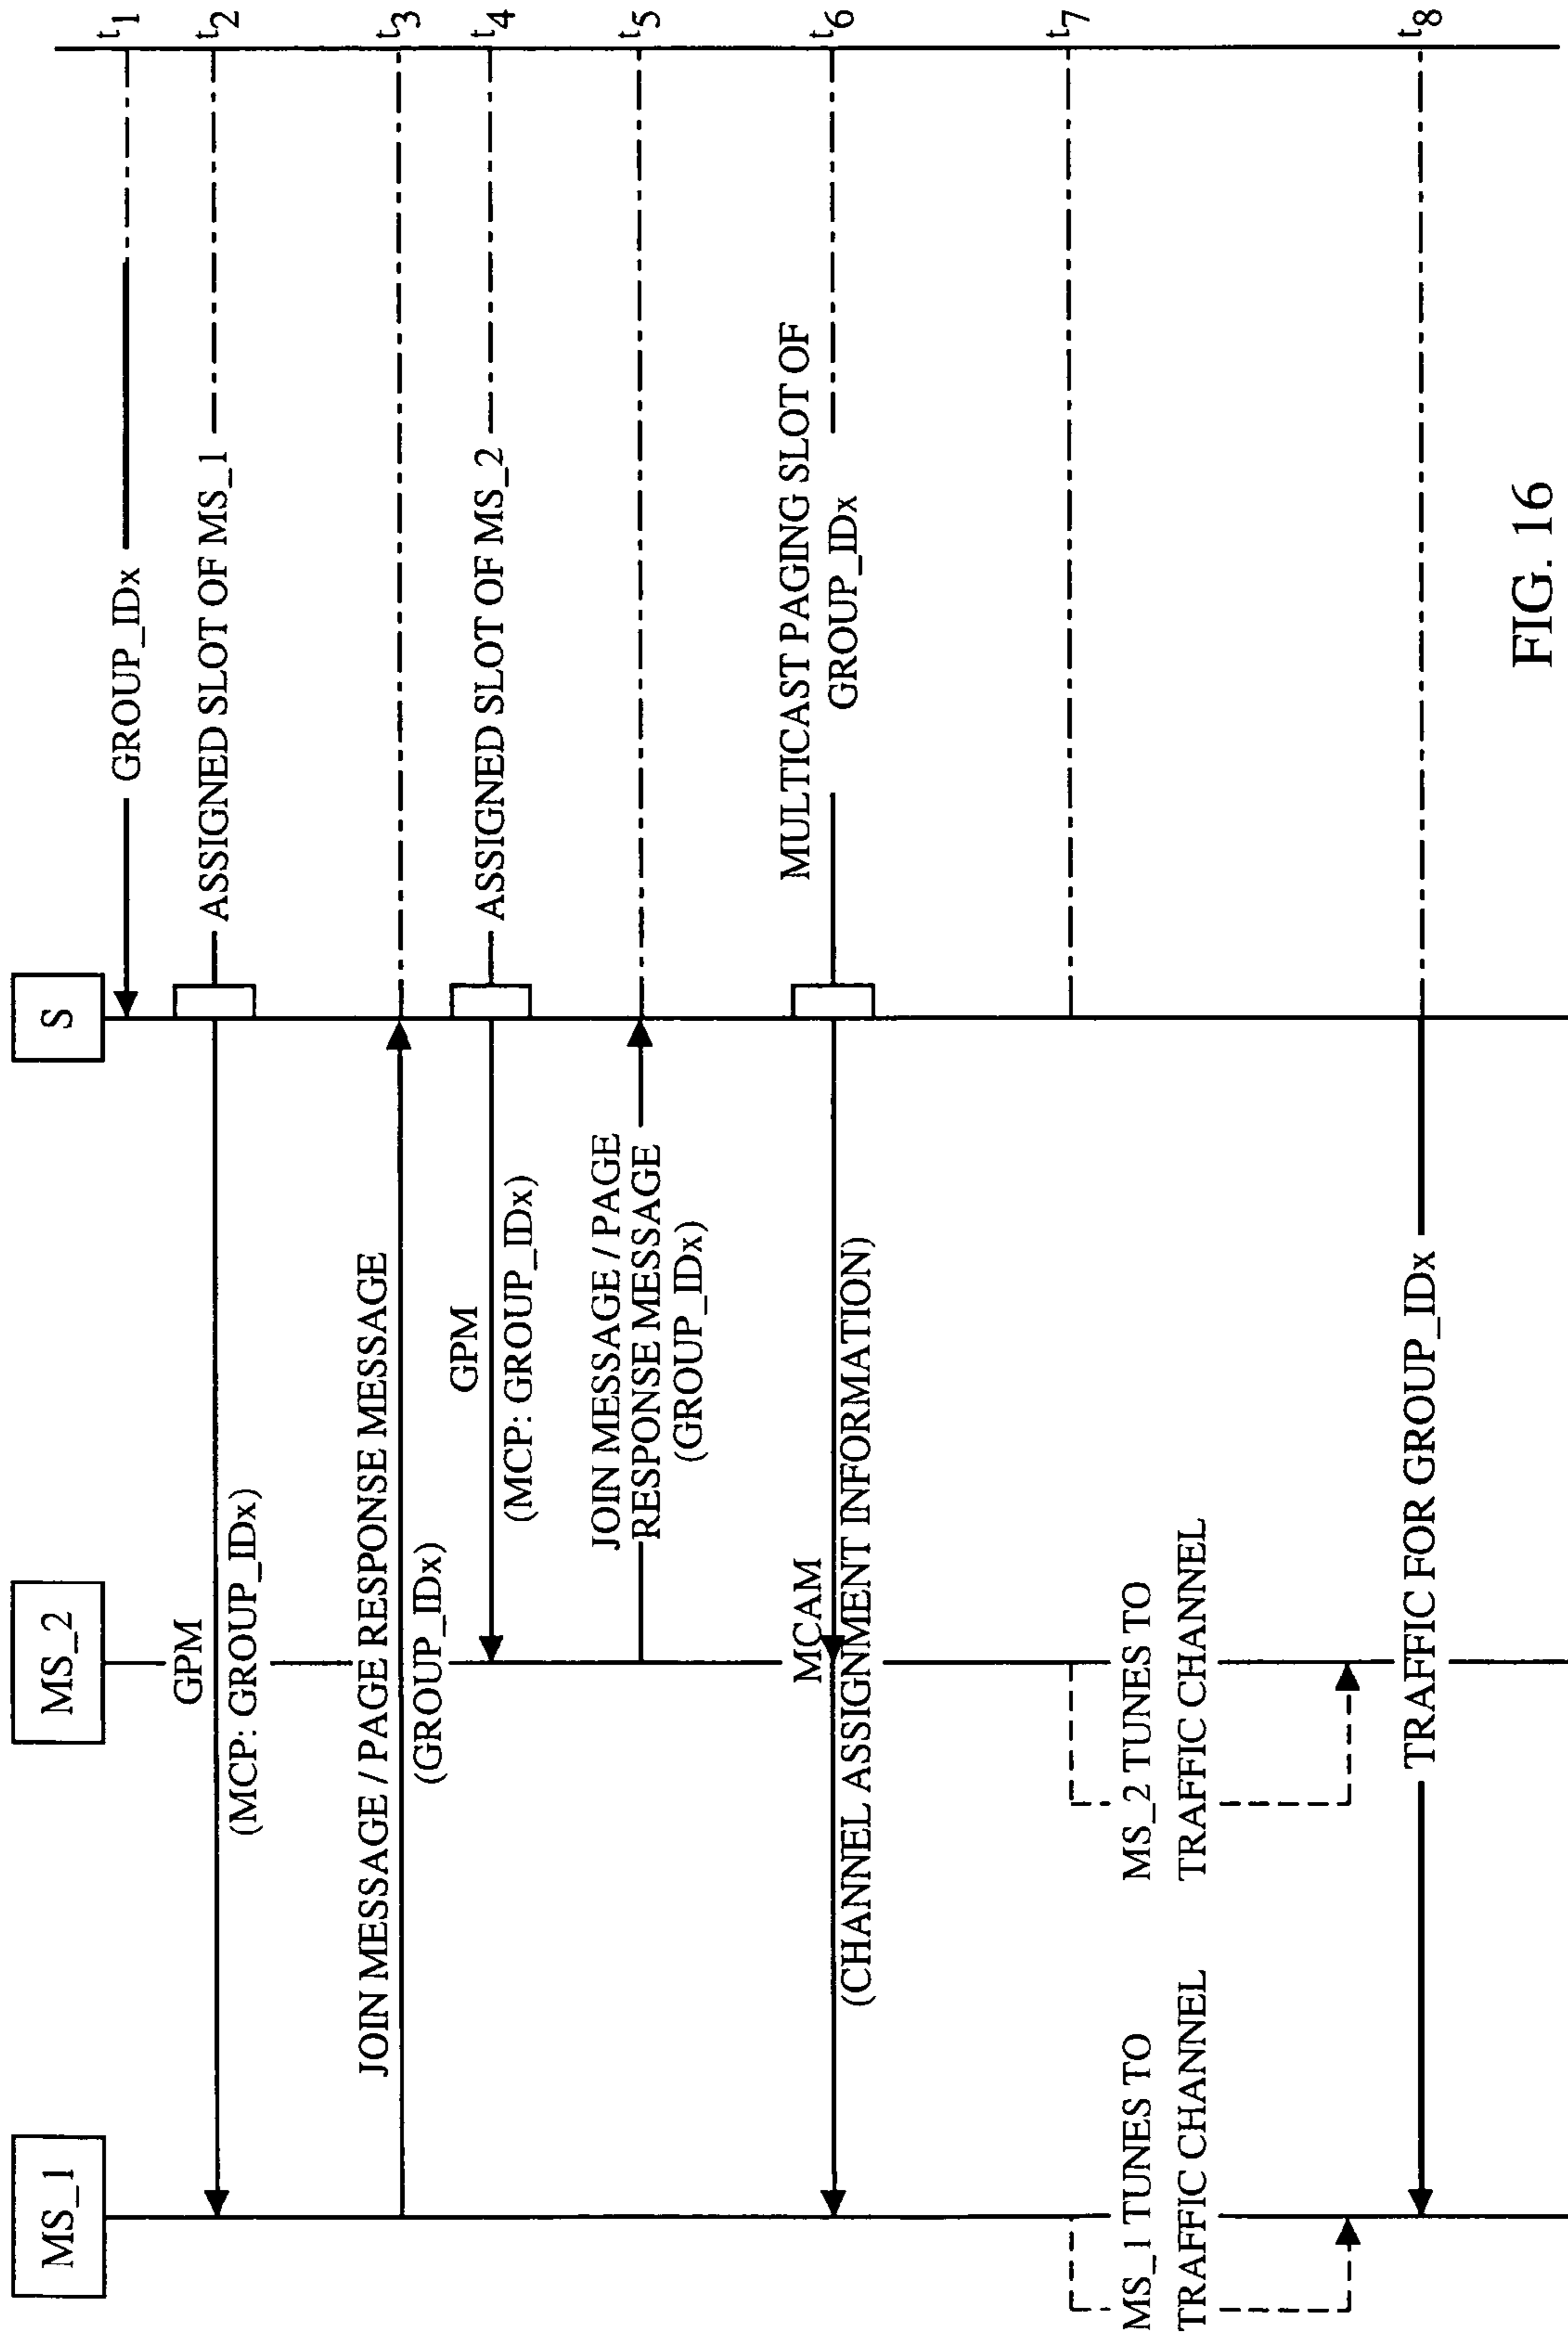 MS_1
MS_2
S
GROUP_IDx
t1
GPM
(MCP: GROUP_IDx)
ASSIGNED SLOT OF MS_1
t2
JOIN MESSAGE / PAGE RESPONSE MESSAGE
(GROUP_IDx)
t3
GPM
(MCP: GROUP_IDx)
ASSIGNED SLOT OF MS_2
t4
JOIN MESSAGE / PAGE
RESPONSE MESSAGE
(GROUP_IDx)
t5
MCAM
(CHANNEL ASSIGNMENT INFORMATION)
MULTICAST PAGING SLOT OF
GROUP_IDx
t6
MS_1 TUNES TO
TRAFFIC CHANNEL
MS_2 TUNES TO
TRAFFIC CHANNEL
t7
TRAFFIC FOR GROUP_IDx
t8
FIG. 16